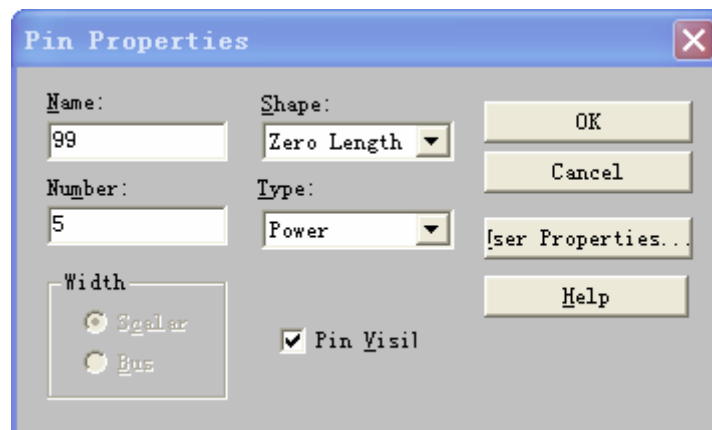 Pin Properties
Name:
99
Number:
5
Width
Scalar
Bus
Shape:
Zero Length
Type:
Power
Pin Visil
OK
Cancel
ser Properties...
Help